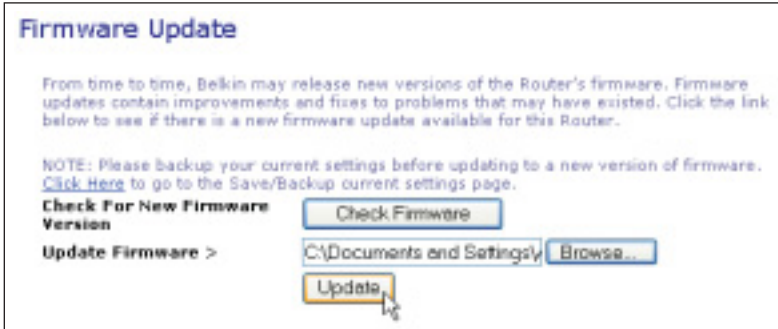 Firmware Update
From time to time, Belkin may release new versions of the Router's firmware. Firmware
updates contain improvements and fixes to problems that may have existed. Click the link
below to see if there is a new firmware update available for this Router.
NOTE: Please backup your current settings before updating to a new version of firmware.
Click Here to go to the Save/Backup current settings page.
Check For New Firmware
Version
Check Firmware
Update Firmware >
C:\Documents and Settings\
Browse...
Update